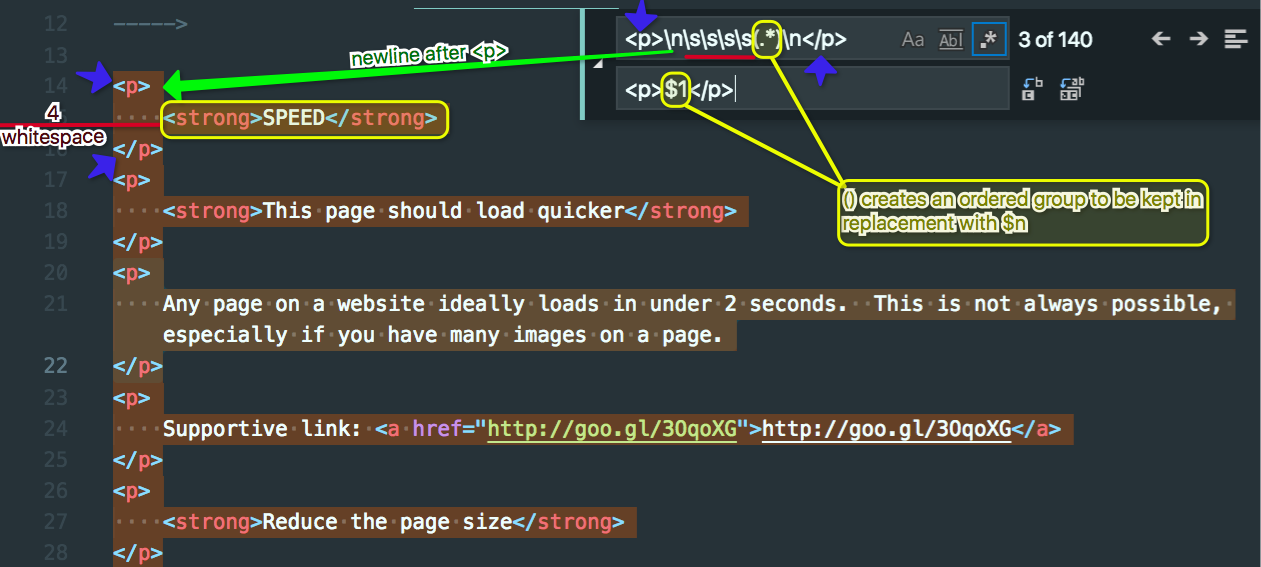 12 ----->
<p>\n\s\s\s\s(.*)\n</p> Aa Abl .* 3 of 140
13
newline after <p>
14 <p>
<p>$1</p>
4
whitespace
<strong>SPEED</strong>
</p>
17 <p>
18 ····<strong>This·page·should·load·quicker</strong>
() creates an ordered group to be kept in
replacement with $n
19 </p>
20 <p>
21 ····Any·page·on·a·website·ideally·loads·in·under·2·seconds.··This·is·not·always·possible,·
especially·if·you·have·many·images·on·a·page.
22 </p>
23 <p>
24 ····Supportive·link:·<a·href="http://goo.gl/3OqoXG">http://goo.gl/3OqoXG</a>
25 </p>
26 <p>
27 ····<strong>Reduce·the·page·size</strong>
28 </p>